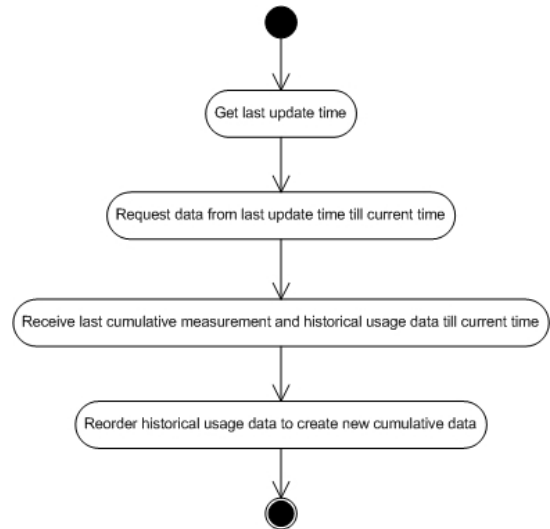 Get last update time
Request data from last update time till current time
Receive last cumulative measurement and historical usage data till current time
Reorder historical usage data to create new cumulative data